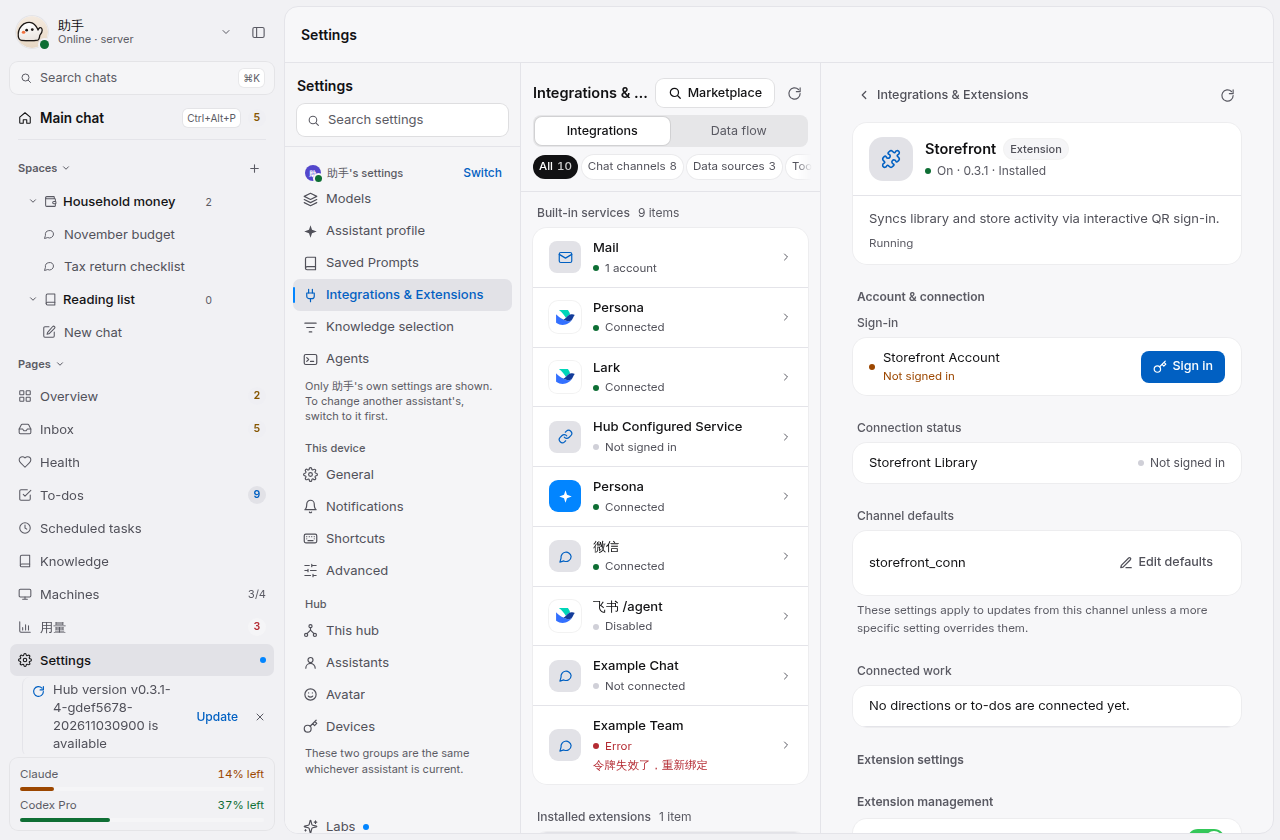 助手
Online · server
Search chats
⌘K
Main chat
Ctrl+Alt+P
5
Spaces
Household money
2
November budget
Tax return checklist
Reading list
0
New chat
Pages
Overview
2
Inbox
5
Health
To-dos
9
Scheduled tasks
Knowledge
Machines
3/4
用量
3
Settings
Hub version v0.3.1-
4-gdef5678-
202611030900 is
available
Update
Claude
14% left
Codex Pro
37% left
Settings
Settings
Search settings
助手's settings
Switch
Models
Assistant profile
Saved Prompts
Integrations & Extensions
Knowledge selection
Agents
Only 助手's own settings are shown.
To change another assistant's,
switch to it first.
This device
General
Notifications
Shortcuts
Advanced
Hub
This hub
Assistants
Avatar
Devices
These two groups are the same
whichever assistant is current.
Labs
Integrations & ...
Marketplace
Integrations
Data flow
All 10
Chat channels 8
Data sources 3
Built-in services 9 items
Mail
1 account
Persona
Connected
Lark
Connected
Hub Configured Service
Not signed in
Persona
Connected
微信
Connected
飞书 /agent
Disabled
Example Chat
Not connected
Example Team
Error
令牌失效了，重新绑定
Installed extensions 1 item
Integrations & Extensions
Storefront
Extension
On · 0.3.1 · Installed
Syncs library and store activity via interactive QR sign-in.
Running
Account & connection
Sign-in
Storefront Account
Not signed in
Sign in
Connection status
Storefront Library
Not signed in
Channel defaults
storefront_conn
Edit defaults
These settings apply to updates from this channel unless a more
specific setting overrides them.
Connected work
No directions or to-dos are connected yet.
Extension settings
Extension management